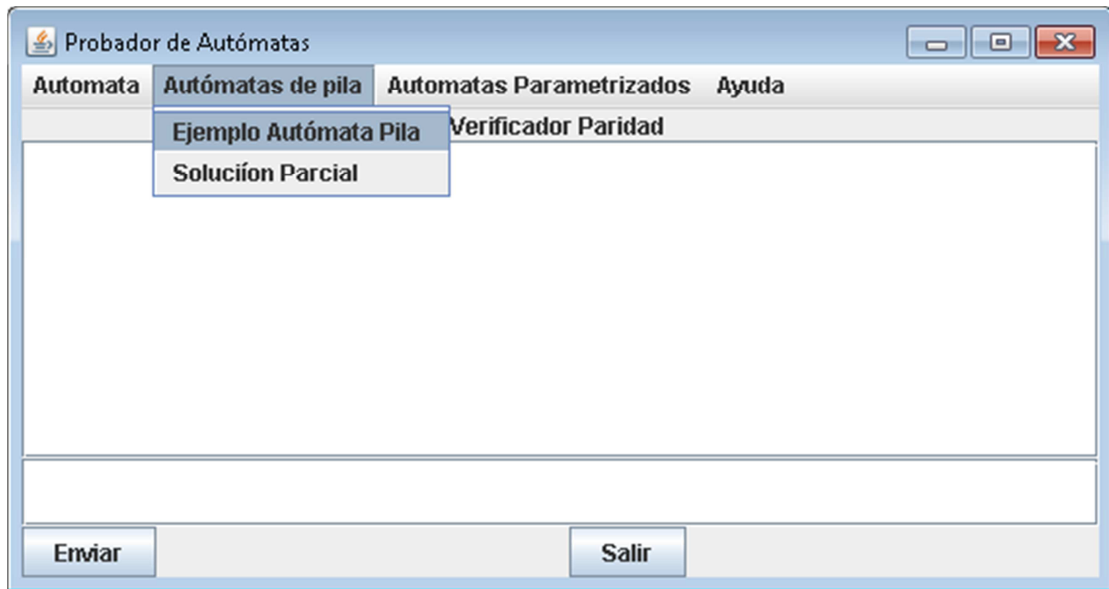 Probador de Autómatas
Automata Autómatas de pila Automatas Parametrizados Ayuda
Verificador Paridad
Ejemplo Autómata Pila
Soluciíon Parcial
Enviar Salir